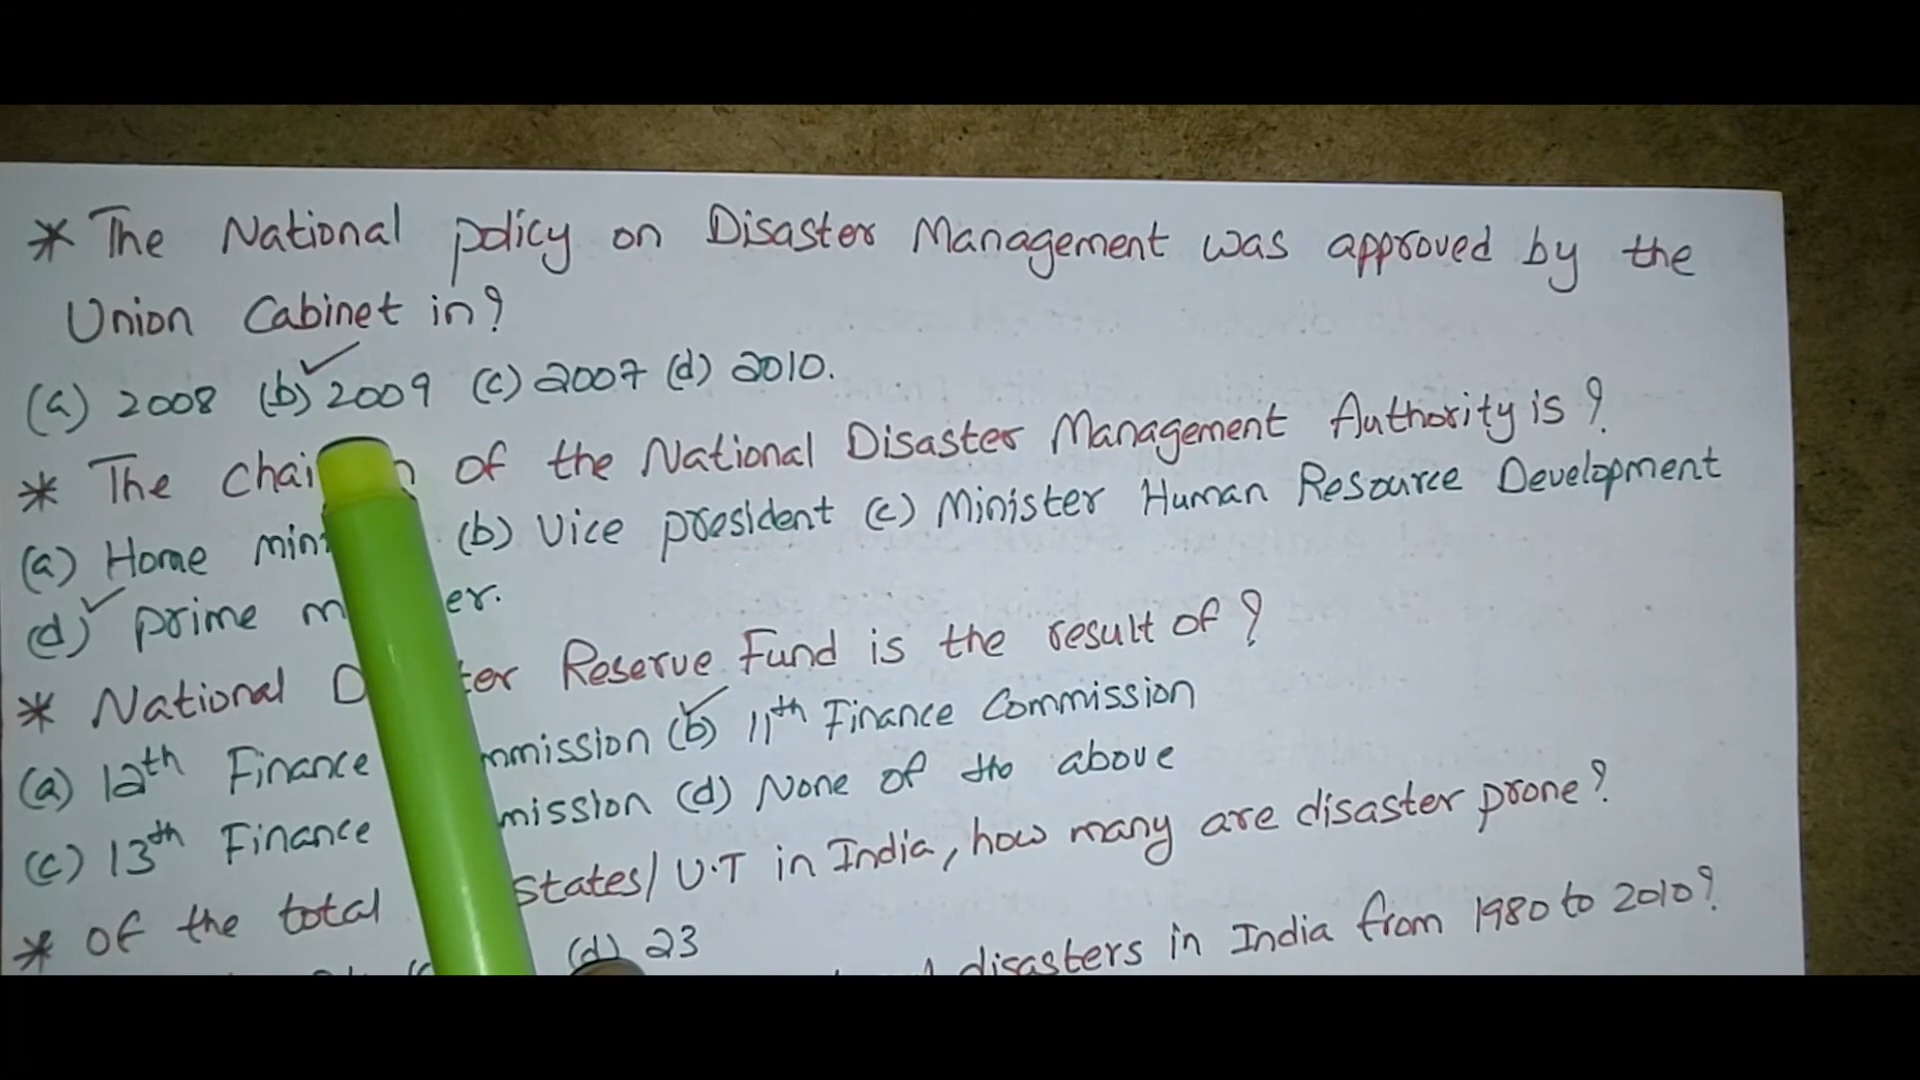 * The National policy on Disaster Management was approved by the
Union Cabinet in?
(a) 2008 (b) 2009 (c) 2007 (d) 2010.
* The chai n of the National Disaster Management Authority is?
(a) Home min (b) Vice president (c) Minister Human Resource Development
(d) prime m er.
* National D ter Reserve Fund is the result of?
(a) 12th Finance mmission (b) 11th Finance Commission
(c) 13th Finance mission (d) None of the above
* Of the total States/U.T in India, how many are disaster prone?
(d) 23
disasters in India from 1980 to 2010?